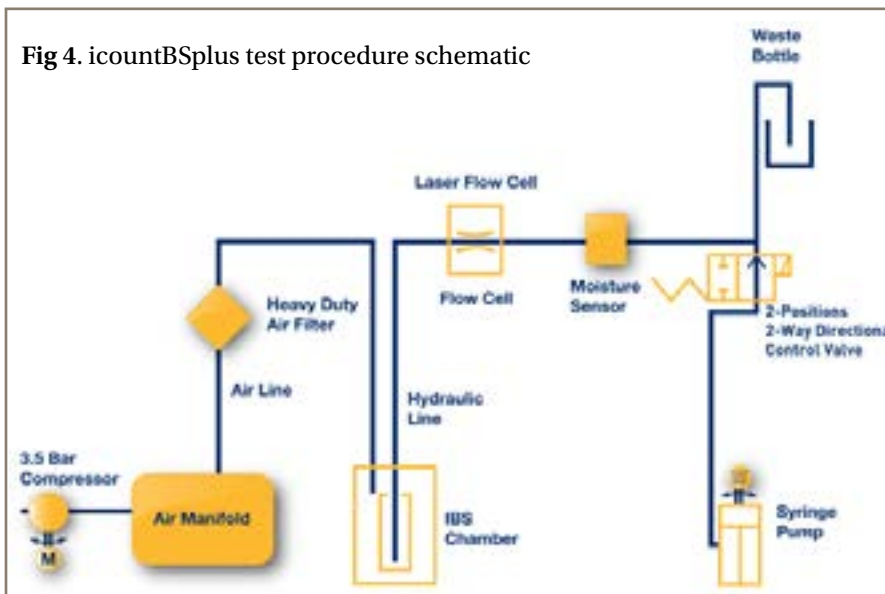 Fig 4. icountBSplus test procedure schematic
Waste
Bottle
Laser Flow Cell
Flow Cell
Moisture
Sensor
2-Positions
2-Way Directiona
Control Valve
Heavy Duty
Air Filter
Air Line
Hydraulic
Line
3.5 Bar
Compressor
Air Manifold
M
IBS
Chamber
Syringe
Pump